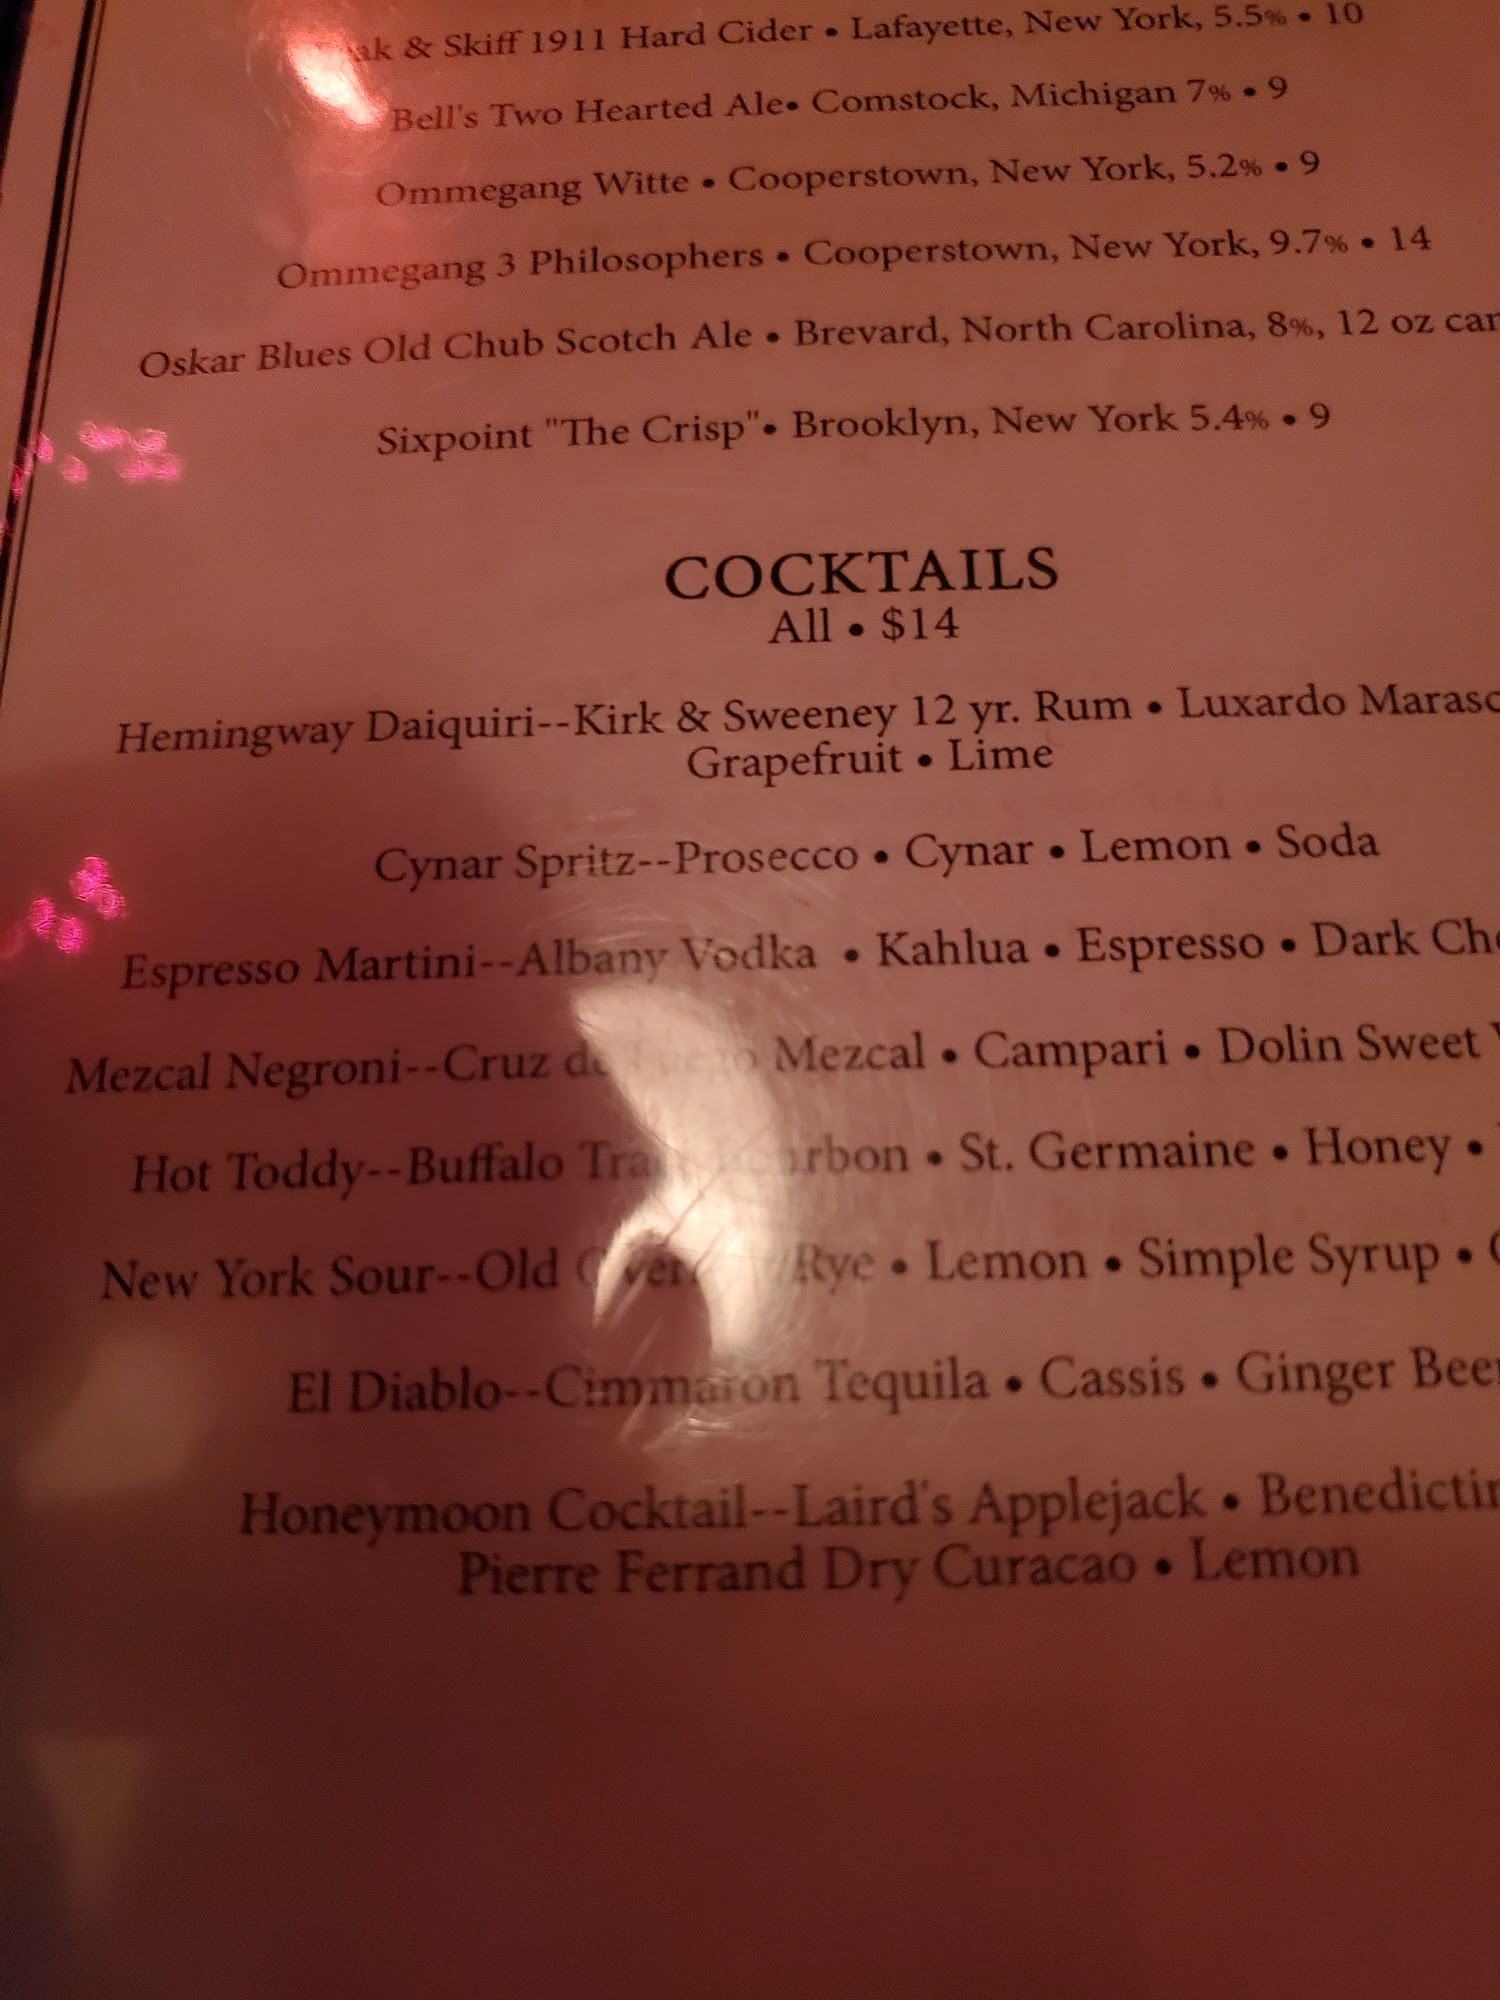 & Skiff 1911 Hard Cider • Lafayette, New York, 5.5% • 10
Bell's Two Hearted Ale• Comstock, Michigan 7% • 9
Ommegang Witte • Cooperstown, New York, 5.2% • 9
Ommegang 3 Philosophers • Cooperstown, New York, 9.7% • 14
Oskar Blues Old Chub Scotch Ale • Brevard, North Carolina, 8%, 12 oz can
Sixpoint "The Crisp"• Brooklyn, New York 5.4% • 9
COCKTAILS
All • $14
Hemingway Daiquiri--Kirk & Sweeney 12 yr. Rum • Luxardo
Grapefruit • Lime
Cynar Spritz--Prosecco • Cynar • Lemon • Soda
Espresso Martini--Albany Vodka • Kahlua • Espresso • Dark
Mezcal Negroni--Cruz de Fuego Mezcal • Campari • Dolin Sweet
Hot Toddy--Buffalo • St. Germaine • Honey •
New York Sour--Old Rye • Lemon • Simple Syrup •
El Diablo--Cimmaron Tequila • Cassis • Ginger Beer
Honeymoon Cocktail--Laird's Applejack •
Pierre Ferrand Dry Curacao • Lemon